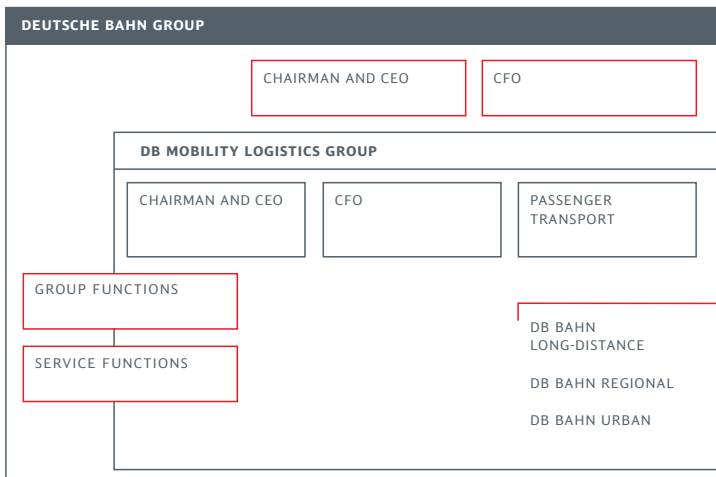 DEUTSCHE BAHN GROUP
CHAIRMAN AND CEO
CFO
DB MOBILITY LOGISTICS GROUP
CHAIRMAN AND CEO
CFO
PASSENGER
TRANSPORT
GROUP FUNCTIONS
SERVICE FUNCTIONS
DB BAHN
LONG-DISTANCE
DB BAHN REGIONAL
DB BAHN URBAN